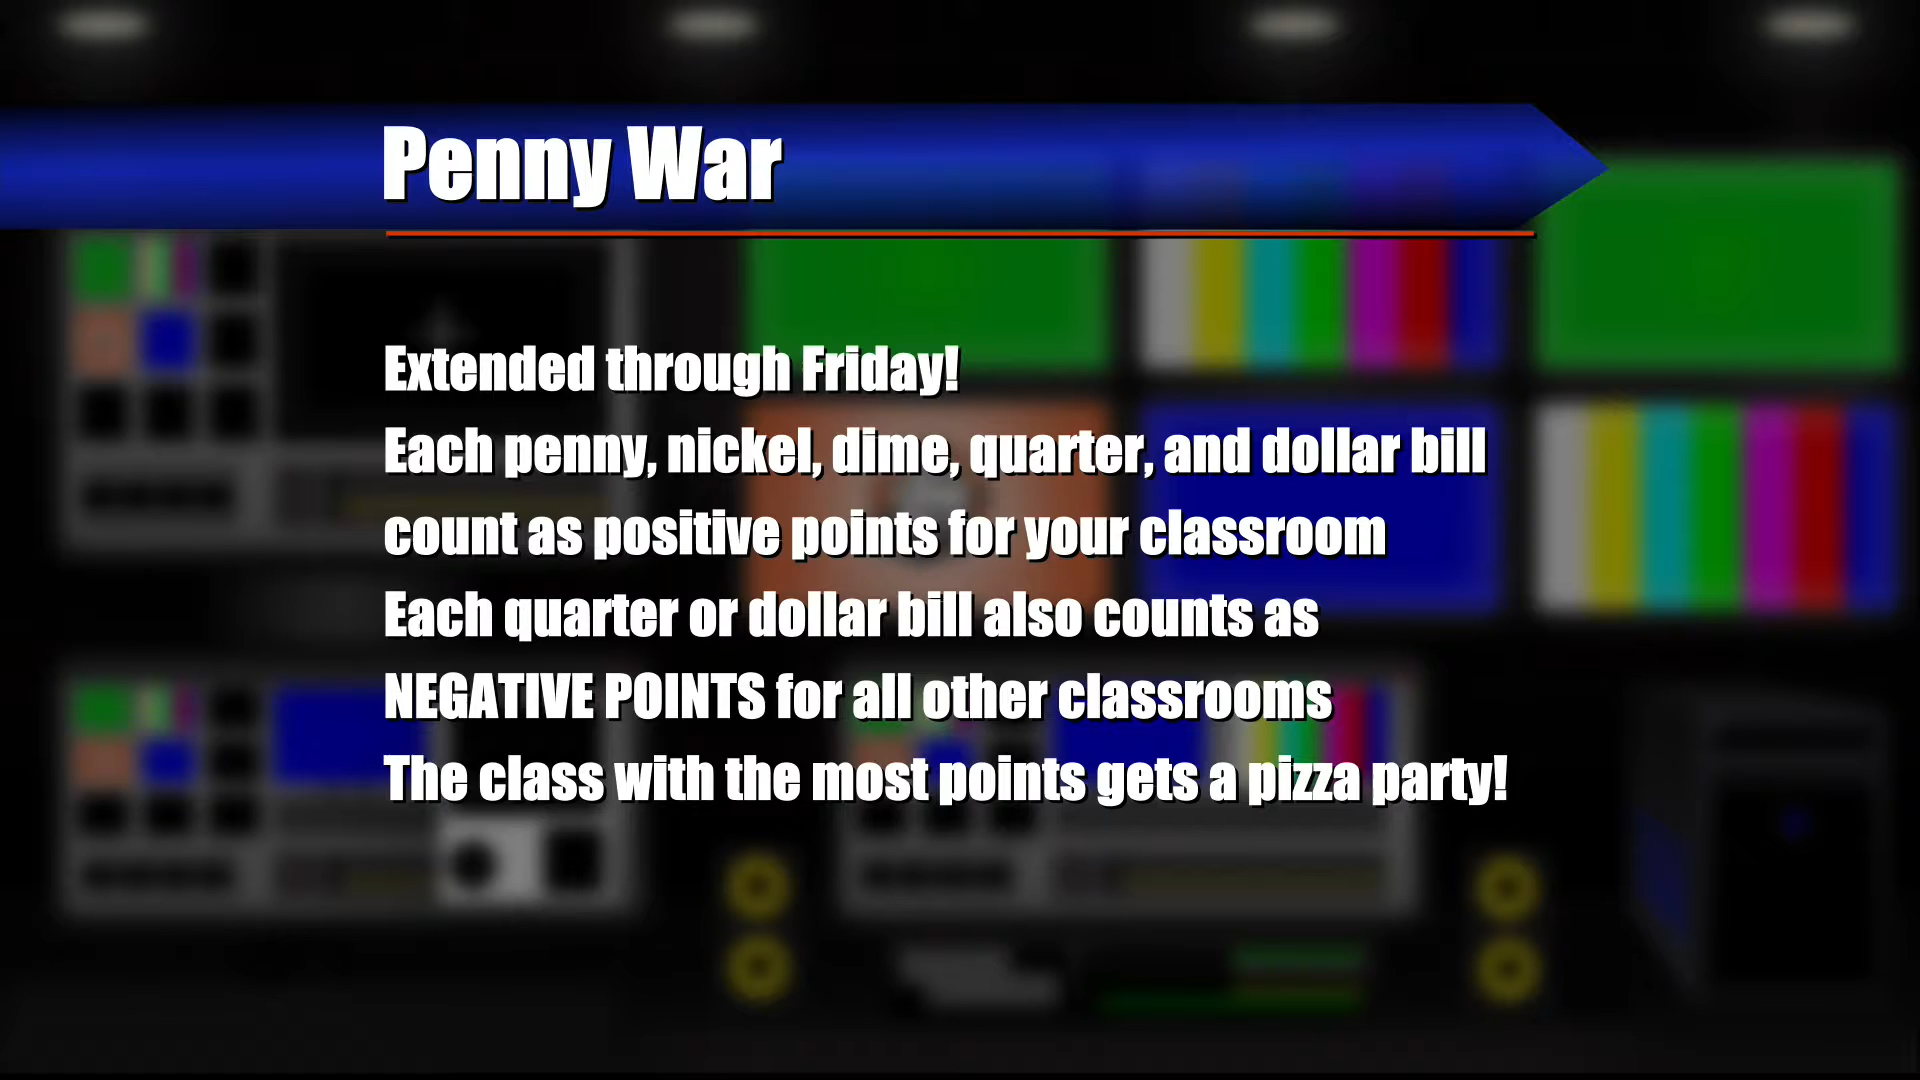 Penny War
Extended through Friday!
Each penny, nickel, dime, quarter, and dollar bill
count as positive points for your classroom
Each quarter or dollar bill also counts as
NEGATIVE POINTS for all other classrooms
The class with the most points gets a pizza party!